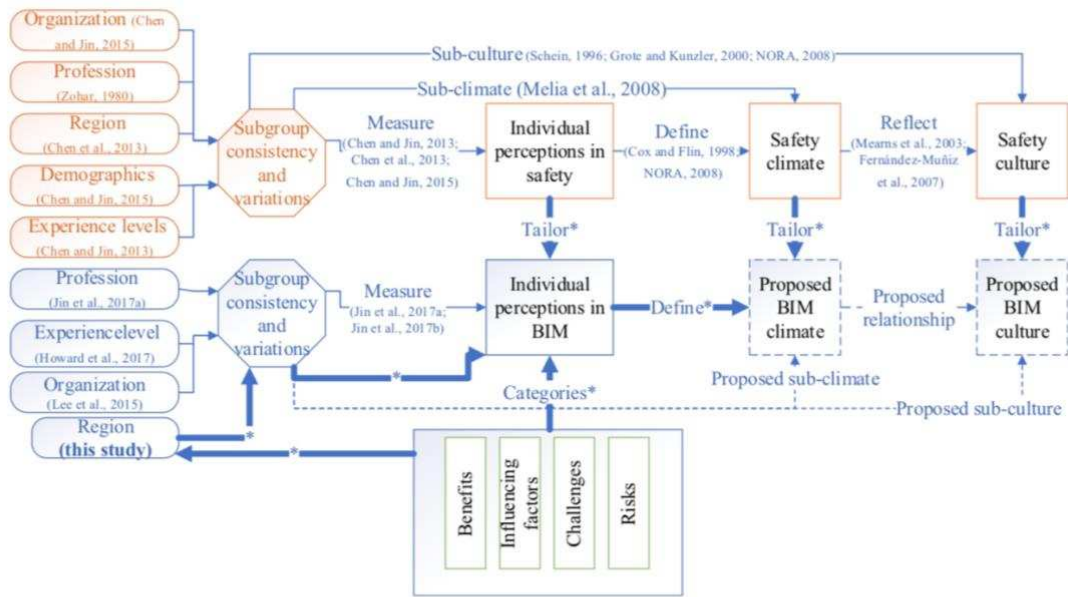 Organization (Chen
and Jin, 2015)
Profession
(Zohar, 1980)
Region
(Chen et al., 2013)
Demographics
(Chen and Jin, 2015)
Experience levels
(Chen and Jin, 2013)
Subgroup
consistency
and
variations
Sub-culture (Schein, 1996; Grote and Kunzler, 2000; NORA, 2008)
Sub-climate (Melia et al., 2008)
Measure
(Chen and Jin, 2013;
Chen et al., 2013;
Chen and Jin, 2015)
Individual
perceptions in
safety
Define
(Cox and Flin, 1998;
NORA, 2008)
Safety
climate
Reflect
(Mearns et al., 2003;
Fernández-Muñiz
et al., 2007)
Safety
culture
Tailor*
Tailor*
Tailor*
Profession
(Jin et al., 2017a)
Experiencelevel
(Howard et al., 2017)
Organization
(Lee et al., 2015)
Region
(this study)
Subgroup
consistency
and
variations
Measure
(Jin et al., 2017a;
Jin et al., 2017b)
Individual
perceptions in
BIM
Define*
Proposed
BIM
climate
Proposed
relationship
Proposed
BIM
culture
*
*
*
Categories*
Proposed sub-climate
Proposed sub-culture
Benefits
Influencing
factors
Challenges
Risks